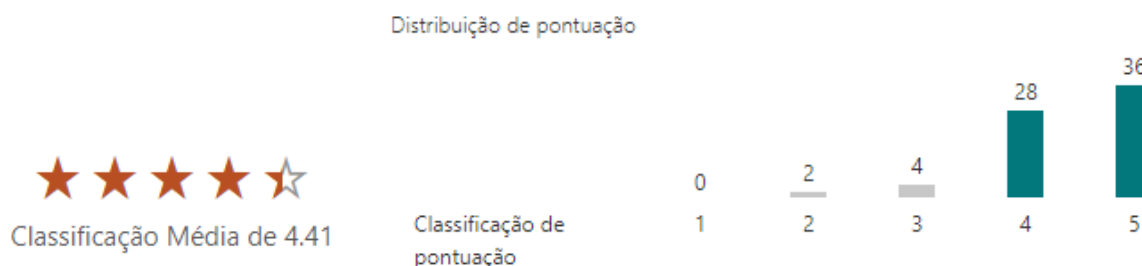 Distribuição de pontuação
36
28
4
2
0
Classificação de
pontuação
1 2 3 4 5
Classificação Média de 4.41